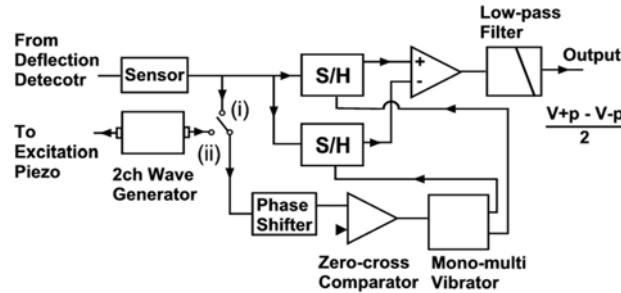 Low-pass
Filter
From
Deflection
Detecotr
Sensor
S/H
+
-
Output
(i)
V+p - V-p
2
To
Excitation
Piezo
(ii)
S/H
2ch Wave
Generator
Phase
Shifter
Zero-cross
Comparator
Mono-multi
Vibrator